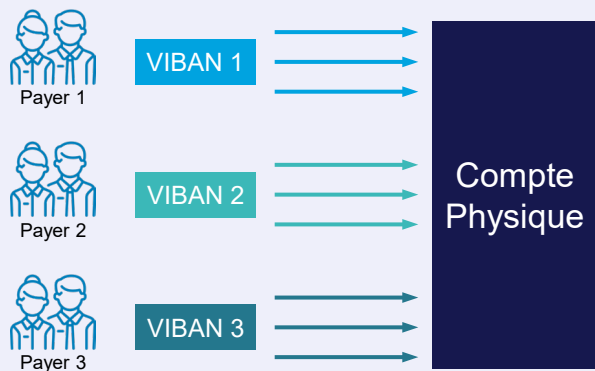 Payer 1
VIBAN 1
Payer 2
VIBAN 2
Payer 3
VIBAN 3
Compte
Physique